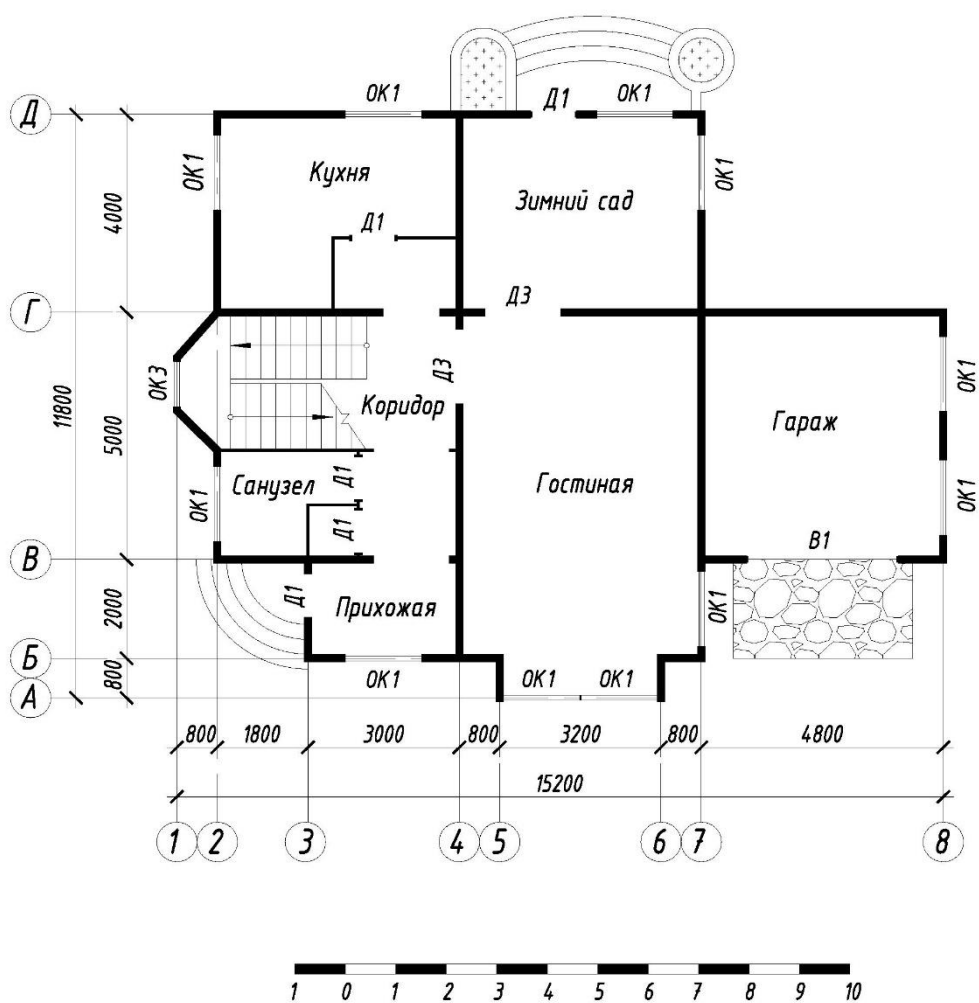 ОК1
Д1
ОК1
Д
ОК1
Кухня
ОК1
Зимний сад
4000
Д1
Д3
Г
ОК3
Д3
ОК1
11800
5000
Коридор
Гараж
Санузел
Д1
Гостиная
ОК1
ОК1
Д1
В1
В
2000
Д1
Прихожая
ОК1
Б
800
ОК1
ОК1
ОК1
А
800
1800
3000
800
3200
800
4800
15200
1
2
3
4
5
6
7
8
1 0 1 2 3 4 5 6 7 8 9 10